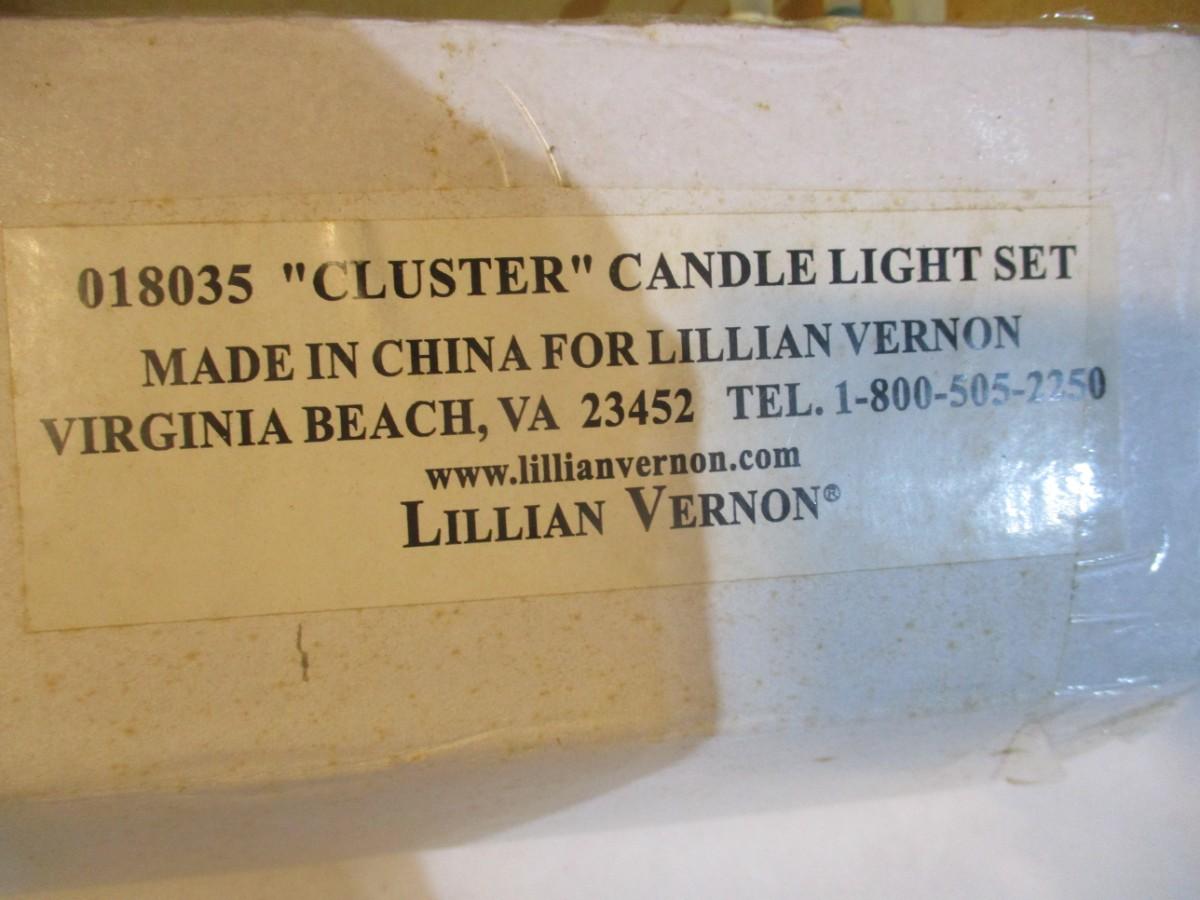 018035 "CLUSTER" CANDLE LIGHT SET
MADE IN CHINA FOR LILLIAN VERNON
VIRGINIA BEACH, VA 23452 TEL. 1-800-505-2250
www.lillianvernon.com
LILLIAN VERNON®